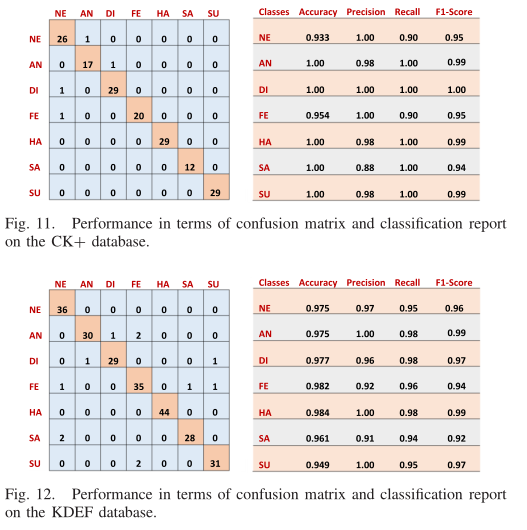 NE AN DI FE HA SA SU
NE 26 1 0 0 0 0 0
AN 0 17 1 0 0 0 0
DI 1 0 29 0 0 0 0
FE 1 0 0 20 0 0 0
HA 0 0 0 0 29 0 0
SA 0 0 0 0 0 12 0
SU 0 0 0 0 0 0 29
Classes Accuracy Precision Recall F1-Score
NE 0.933 1.00 0.90 0.95
AN 1.00 0.98 1.00 0.99
DI 1.00 1.00 1.00 1.00
FE 0.954 1.00 0.90 0.95
HA 1.00 0.98 1.00 0.99
SA 1.00 0.88 1.00 0.94
SU 1.00 0.98 1.00 0.99
Fig. 11. Performance in terms of confusion matrix and classification report
on the CK+ database.
NE AN DI FE HA SA SU
NE 36 0 0 0 0 0 0
AN 0 30 1 2 0 0 0
DI 0 1 29 0 0 0 1
FE 1 0 0 35 0 1 1
HA 0 0 0 0 44 0 0
SA 2 0 0 0 0 28 0
SU 0 0 0 2 0 0 31
Classes Accuracy Precision Recall F1-Score
NE 0.975 0.97 0.95 0.96
AN 0.975 1.00 0.98 0.99
DI 0.977 0.96 0.98 0.97
FE 0.982 0.92 0.96 0.94
HA 0.984 1.00 0.98 0.99
SA 0.961 0.91 0.94 0.92
SU 0.949 1.00 0.95 0.97
Fig. 12. Performance in terms of confusion matrix and classification report
on the KDEF database.